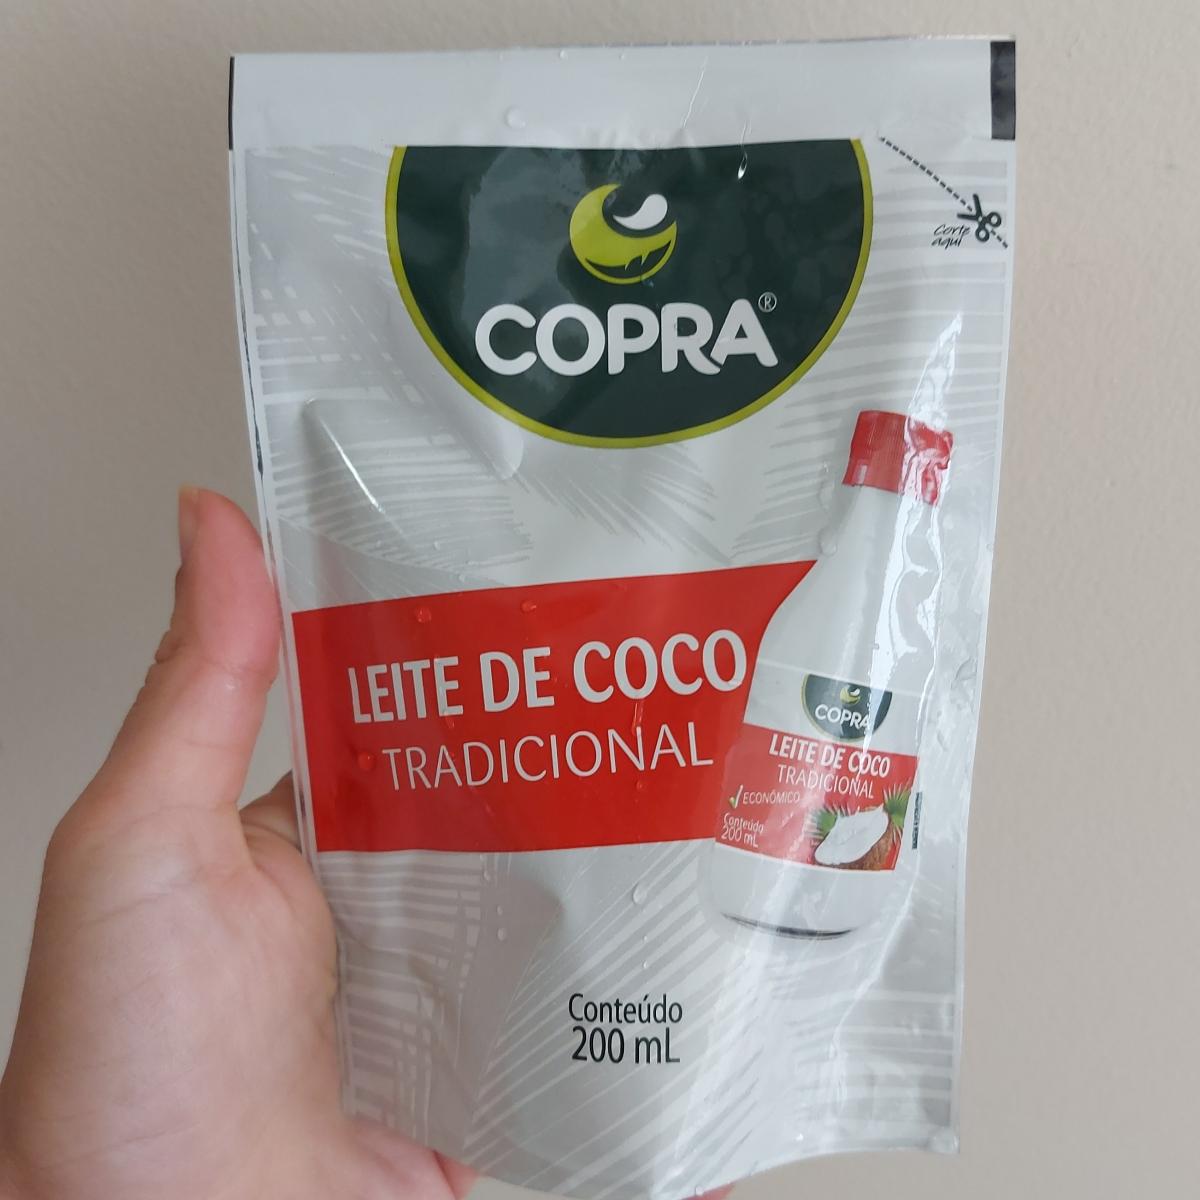 COPRA®
Corte
aqui
LEITE DE COCO
TRADICIONAL
COPRA
LEITE DE COCO
TRADICIONAL
ECONÔMICO
Conteúdo
200 mL
Conteúdo
200 mL